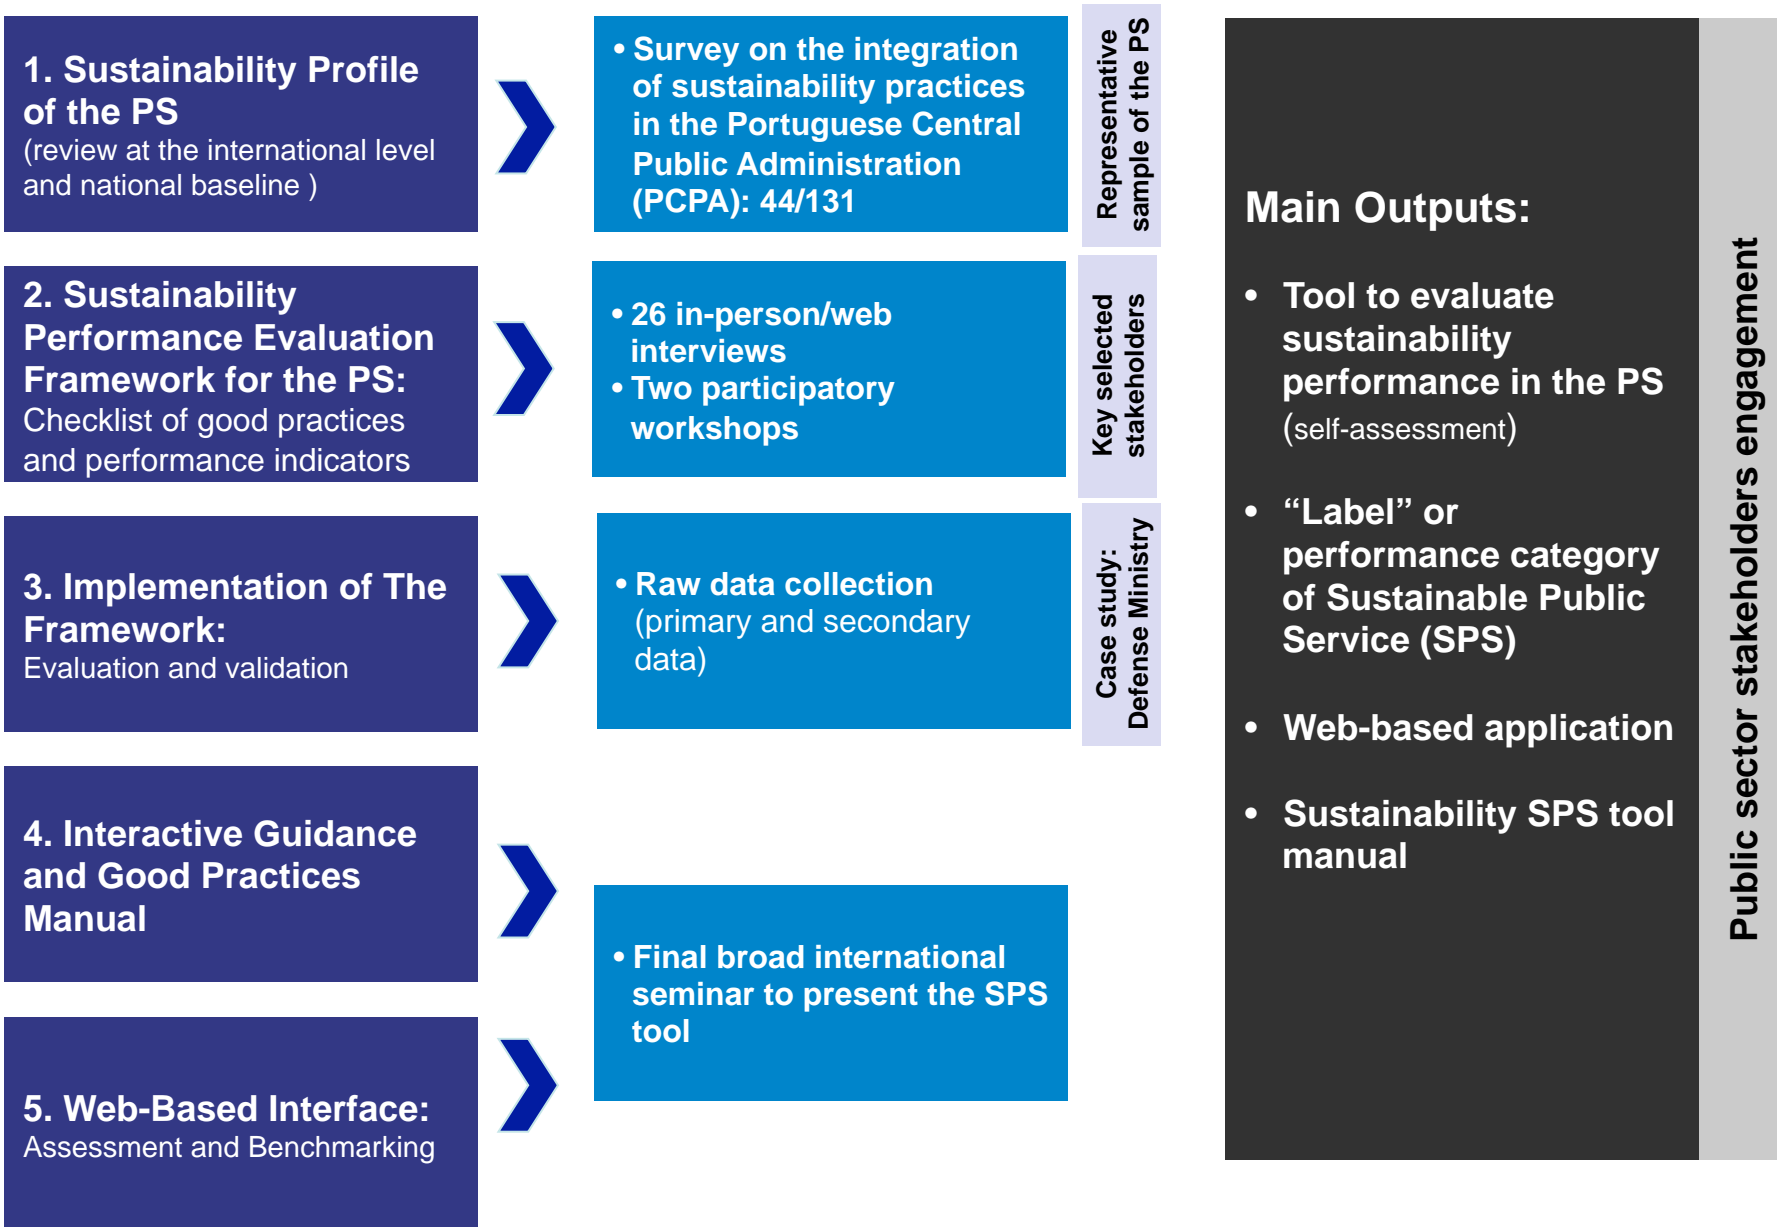 1. Sustainability Profile
of the PS
(review at the international level
and national baseline )
• Survey on the integration
of sustainability practices
in the Portuguese Central
Public Administration
(PCPA): 44/131
Representative
sample of the PS
2. Sustainability
Performance Evaluation
Framework for the PS:
Checklist of good practices
and performance indicators
• 26 in-person/web
interviews
• Two participatory
workshops
Key selected
stakeholders
3. Implementation of The
Framework:
Evaluation and validation
• Raw data collection
(primary and secondary
data)
Case study:
Defense Ministry
4. Interactive Guidance
and Good Practices
Manual
5. Web-Based Interface:
Assessment and Benchmarking
• Final broad international
seminar to present the SPS
tool
Main Outputs:
• Tool to evaluate
sustainability
performance in the PS
(self-assessment)
• “Label” or
performance category
of Sustainable Public
Service (SPS)
• Web-based application
• Sustainability SPS tool
manual
Public sector stakeholders engagement